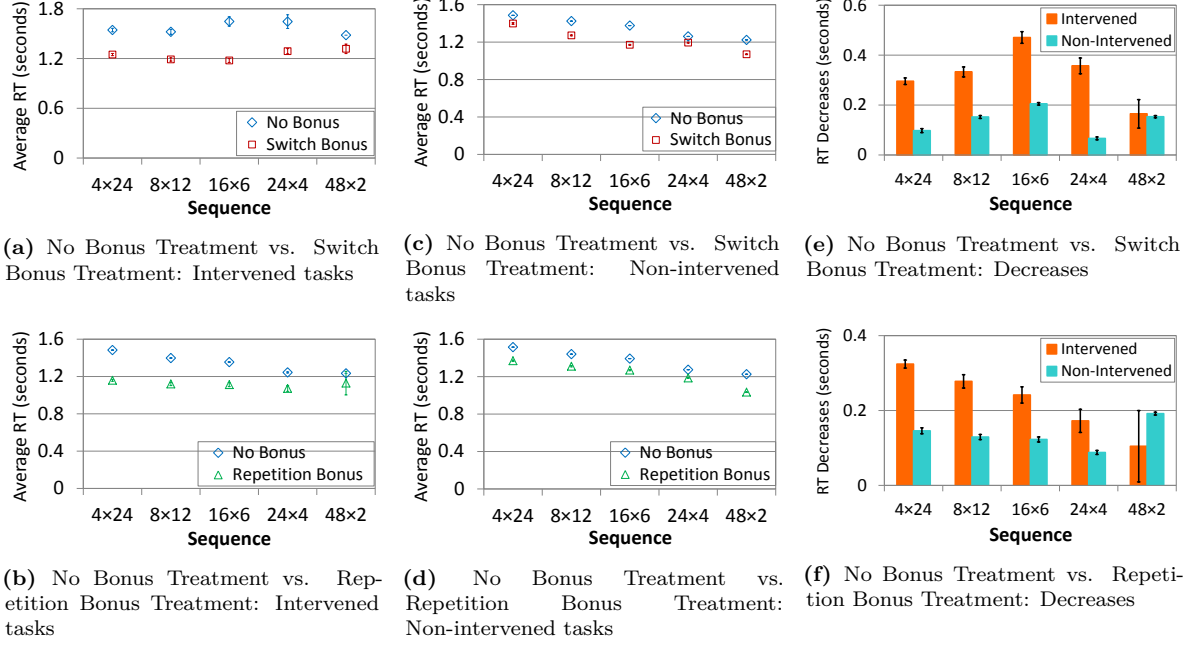 Average RT (seconds)
1.8
1.2
0.6
0
No Bonus
Switch Bonus
4×24 8×12 16×6 24×4 48×2
Sequence
(a) No Bonus Treatment vs. Switch
Bonus Treatment: Intervened tasks
Average RT (seconds)
1.6
1.2
0.8
0.4
0
No Bonus
Switch Bonus
4×24 8×12 16×6 24×4 48×2
Sequence
(c) No Bonus Treatment vs. Switch
Bonus Treatment: Non-intervened
tasks
RT Decreases (seconds)
0.6
0.4
0.2
0
Intervened
Non-Intervened
4×24 8×12 16×6 24×4 48×2
Sequence
(e) No Bonus Treatment vs. Switch
Bonus Treatment: Decreases
Average RT (seconds)
1.6
1.2
0.8
0.4
0
No Bonus
Repetition Bonus
4×24 8×12 16×6 24×4 48×2
Sequence
(b) No Bonus Treatment vs. Rep-
etition Bonus Treatment: Intervened
tasks
Average RT (seconds)
1.6
1.2
0.8
0.4
0
No Bonus
Repetition Bonus
4×24 8×12 16×6 24×4 48×2
Sequence
(d) No Bonus Treatment vs.
Repetition Bonus Treatment:
Non-intervened tasks
RT Decreases (seconds)
0.4
0.2
0
Intervened
Non-Intervened
4×24 8×12 16×6 24×4 48×2
Sequence
(f) No Bonus Treatment vs. Repeti-
tion Bonus Treatment: Decreases